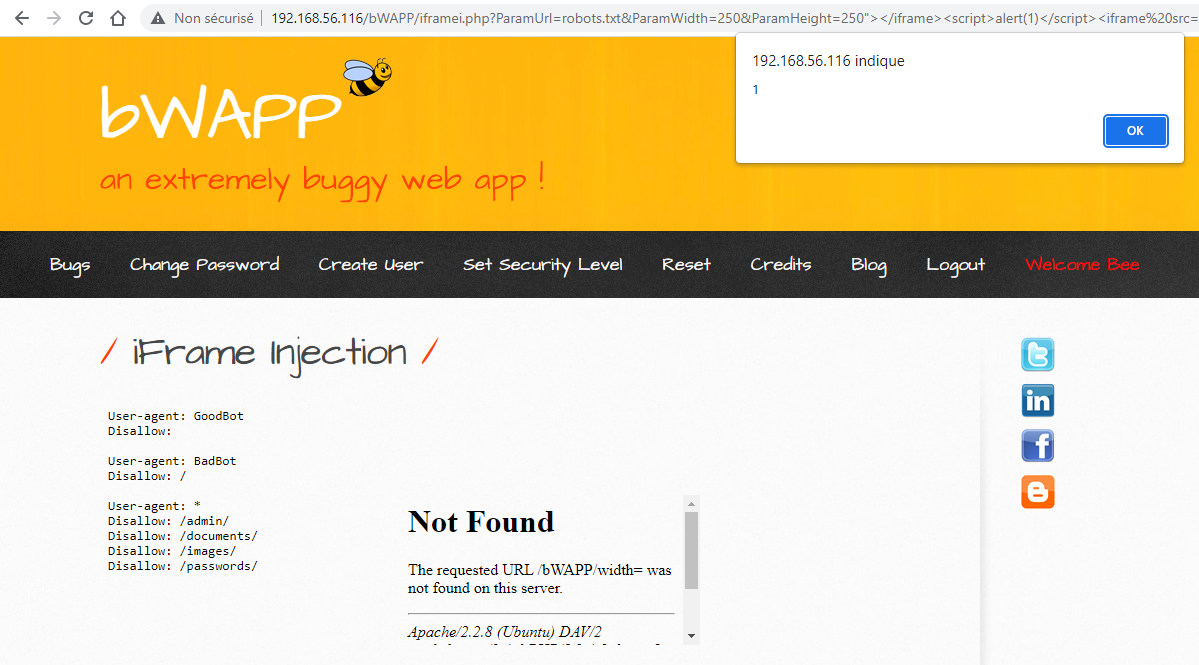 Non sécurisé | 192.168.56.116/bWAPP/iframei.php?ParamUrl=robots.txt&ParamWidth=250&ParamHeight=250"></iframe><script>alert(1)</script><iframe%20src=
192.168.56.116 indique
1
OK
bWAPP
an extremely buggy web app !
Bugs Change Password Create User Set Security Level Reset Credits Blog Logout Welcome Bee
/ iFrame Injection /
User-agent: GoodBot
Disallow:
User-agent: BadBot
Disallow: /
User-agent: *
Disallow: /admin/
Disallow: /documents/
Disallow: /images/
Disallow: /passwords/
Not Found
The requested URL /bWAPP/width= was
not found on this server.
Apache/2.2.8 (Ubuntu) DAV/2